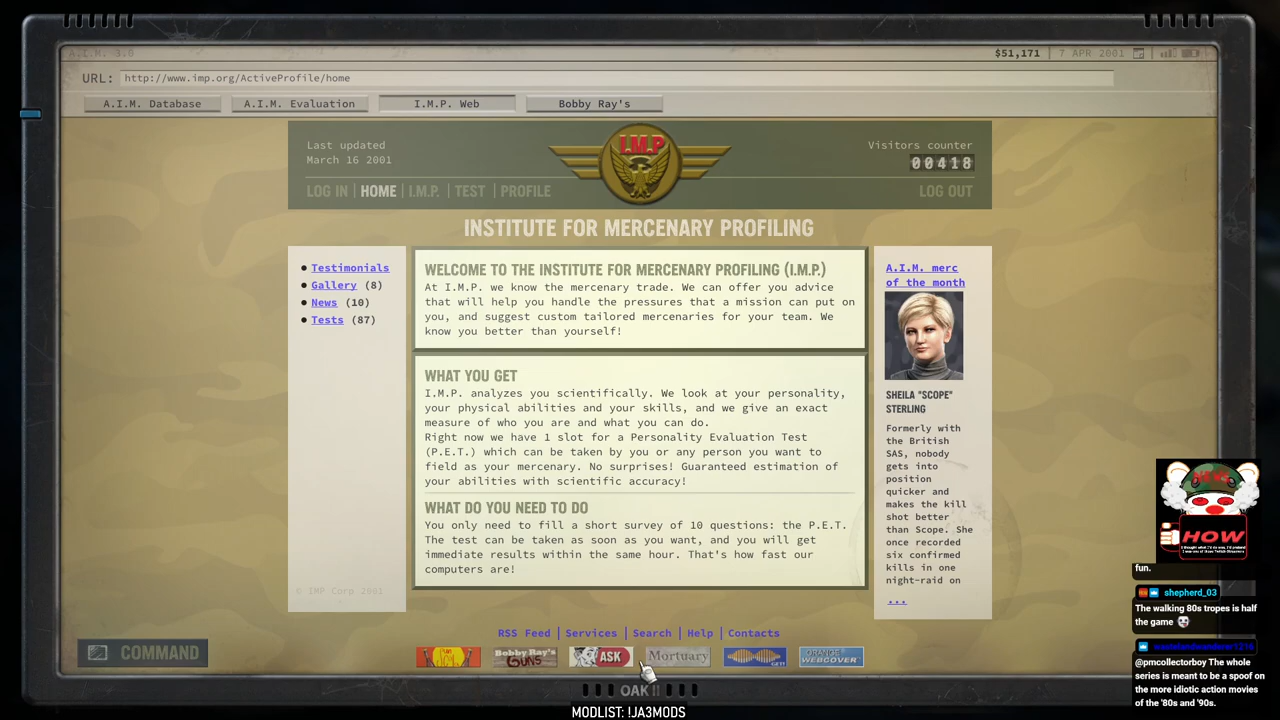 A.I.M. 3.0
$51,171 | 7 APR 2001
URL: http://www.imp.org/ActiveProfile/home
A.I.M. Database
A.I.M. Evaluation
I.M.P. Web
Bobby Ray's
Last updated
March 16 2001
I.M.P
Visitors counter
00418
LOG IN | HOME | I.M.P. | TEST | PROFILE
LOG OUT
INSTITUTE FOR MERCENARY PROFILING
Testimonials
Gallery (8)
News (10)
Tests (87)
© IMP Corp 2001
WELCOME TO THE INSTITUTE FOR MERCENARY PROFILING (I.M.P.)
At I.M.P. we know the mercenary trade. We can offer you advice
that will help you handle the pressures that a mission can put on
you, and suggest custom tailored mercenaries for your team. We
know you better than yourself!
WHAT YOU GET
I.M.P. analyzes you scientifically. We look at your personality,
your physical abilities and your skills, and we give an exact
measure of who you are and what you can do.
Right now we have 1 slot for a Personality Evaluation Test
(P.E.T.) which can be taken by you or any person you want to
field as your mercenary. No surprises! Guaranteed estimation of
your abilities with scientific accuracy!
WHAT DO YOU NEED TO DO
You only need to fill a short survey of 10 questions: the P.E.T.
The test can be taken as soon as you want, and you will get
immediate results within the same hour. That's how fast our
computers are!
A.I.M. merc
of the month
SHEILA "SCOPE"
STERLING
Formerly with
the British
SAS, nobody
gets into
position
quicker and
makes the kill
shot better
than Scope. She
once recorded
six confirmed
kills in one
night-raid on
...
RSS Feed | Services | Search | Help | Contacts
Bobby Ray's
GUNS
ASK
Mortuary
ORANGE
WEBCOVER
COMMAND
OAK
MODLIST: !JA3MODS
HOW
fun.
shepherd_03
The walking 80s tropes is half
the game
wastelandwanderer1216
@pmcollectorboy The whole
series is meant to be a spoof on
the more idiotic action movies
of the '80s and '90s.